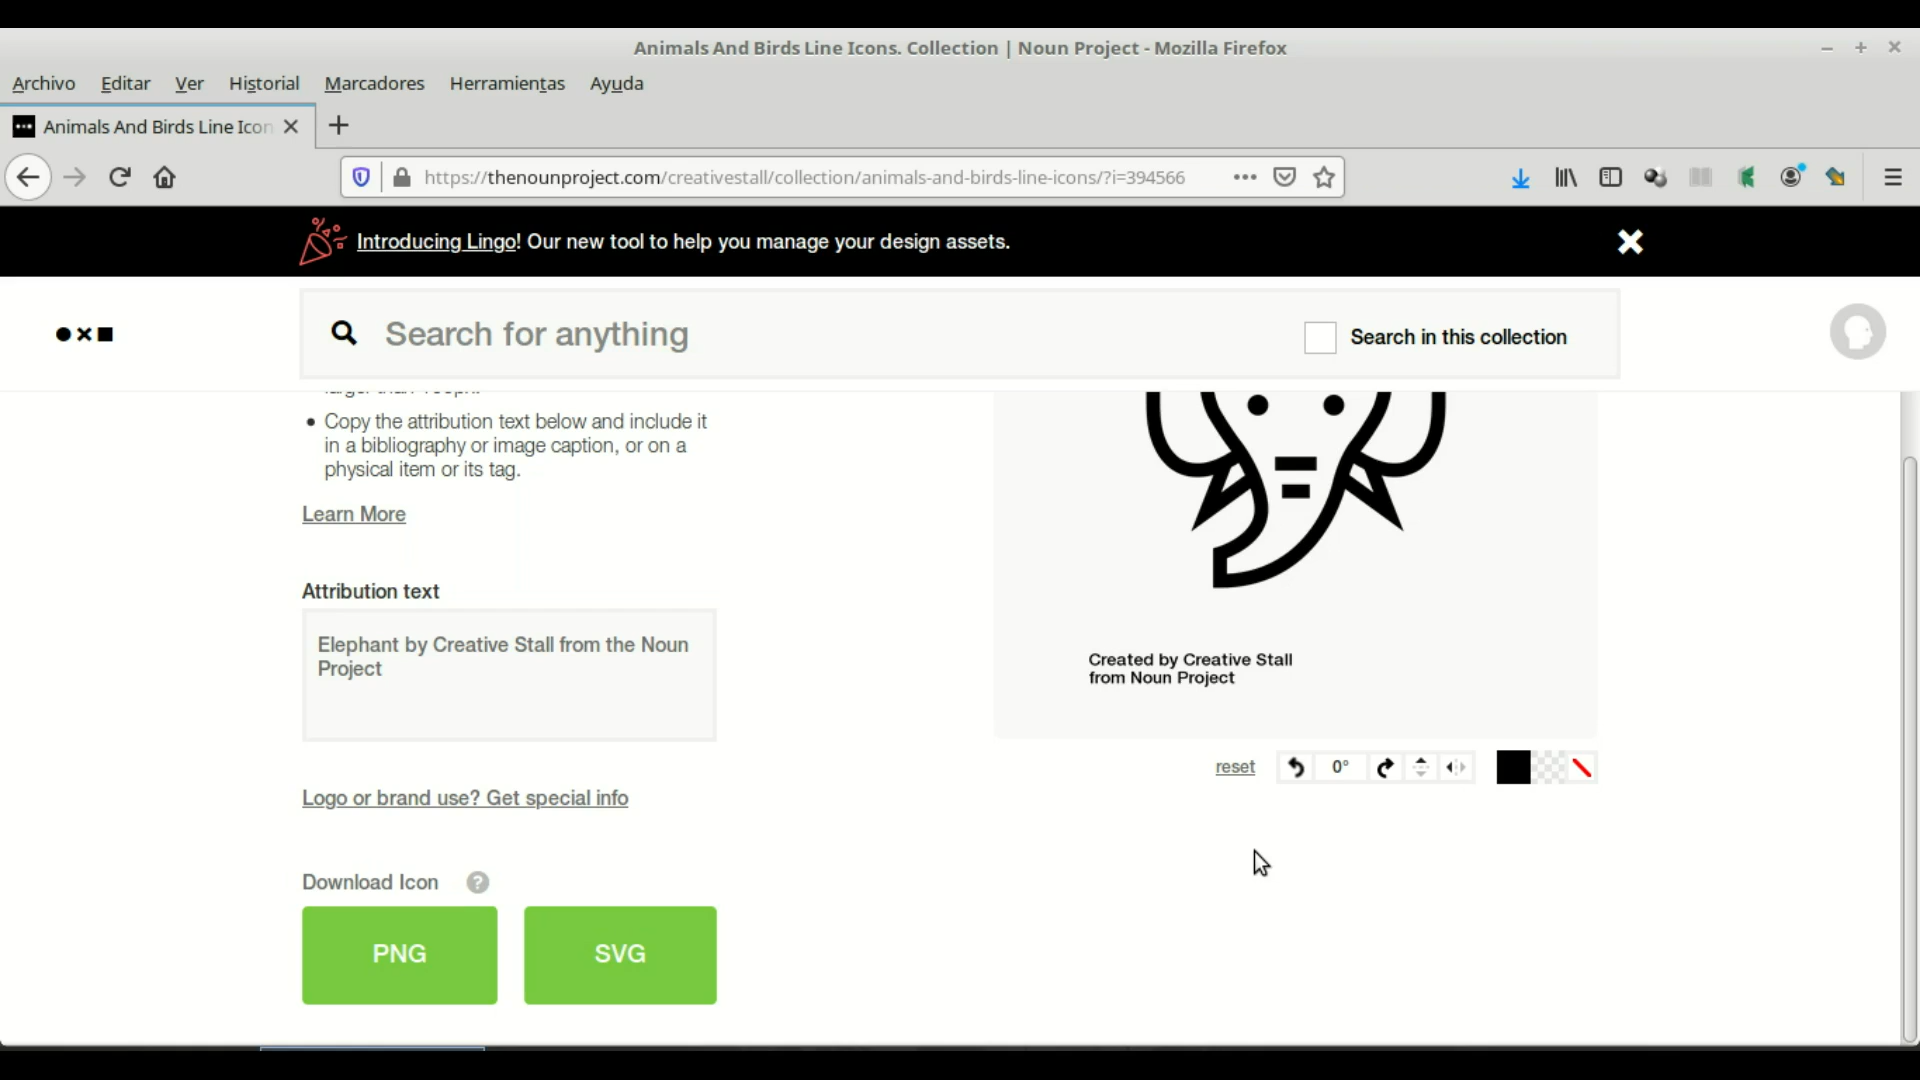 Animals And Birds Line Icons. Collection | Noun Project - Mozilla Firefox
Archivo Editar Ver Historial Marcadores Herramientas Ayuda
Animals And Birds Line Icon
https://thenounproject.com/creativestall/collection/animals-and-birds-line-icons/?i=394566
Introducing Lingo! Our new tool to help you manage your design assets.
Search for anything
Search in this collection
• Copy the attribution text below and include it
in a bibliography or image caption, or on a
physical item or its tag.
Learn More
Attribution text
Elephant by Creative Stall from the Noun
Project
Created by Creative Stall
from Noun Project
reset 0°
Logo or brand use? Get special info
Download Icon ?
PNG SVG